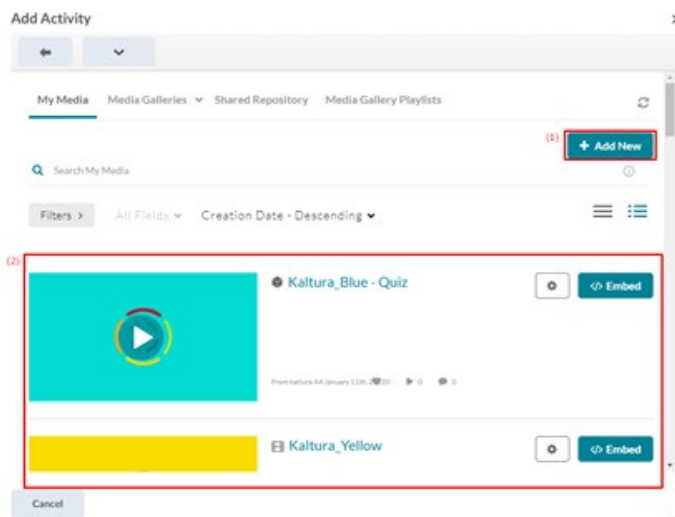 Add Activity
My Media Media Galleries Shared Repository Media Gallery Playlists
(1)
+ Add New
Search My Media
Filters > All Fields Creation Date - Descending
(2)
Kaltura_Blue - Quiz
</> Embed
0 0
Kaltura_Yellow
</> Embed
Cancel